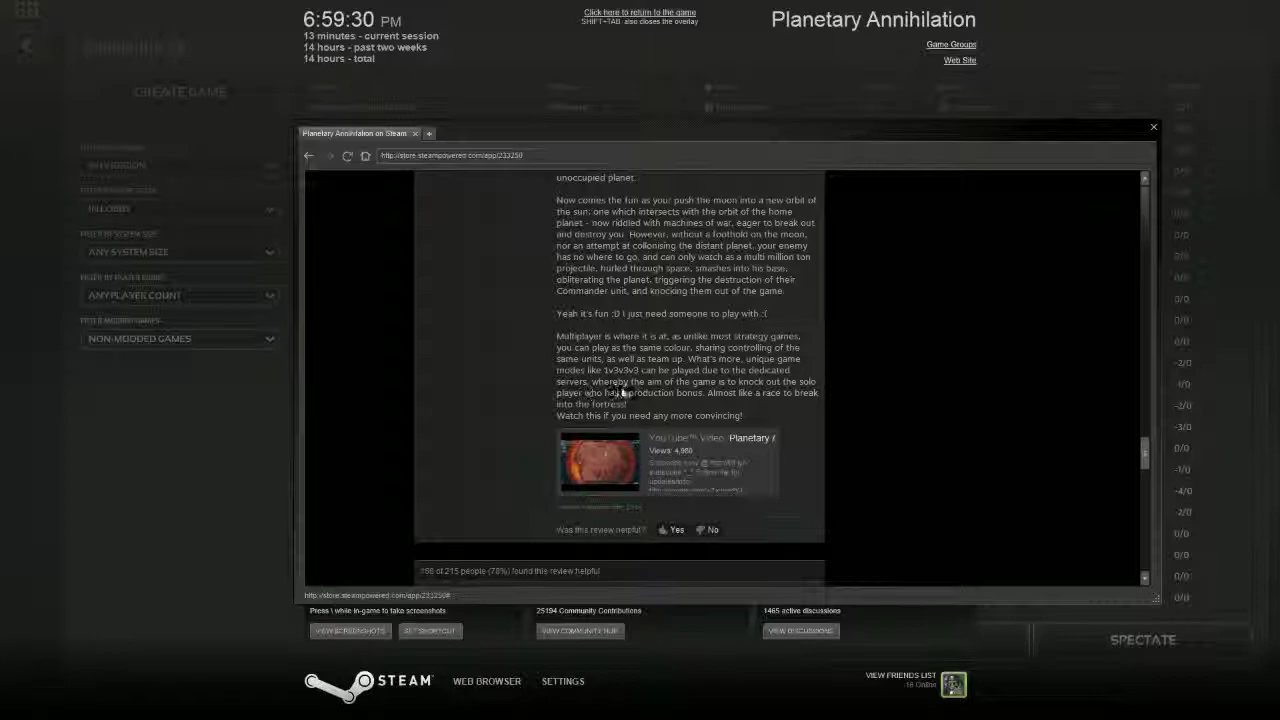 6:59:30 PM
13 minutes - current session
14 hours - past two weeks
14 hours - total
Click here to return to the game
SHIFT+TAB also closes the overlay
Planetary Annihilation
Game Groups
Web Site
CREATE GAME
ANY SYSTEM SIZE
ANY PLAYER COUNT
NON-MODDED GAMES
Planetary Annihilation on Steam
http://store.steampowered.com/app/233250
unoccupied planet.
Now comes the fun as your push the moon into a new orbit of
the sun; one which intersects with the orbit of the home
planet - now riddled with machines of war, eager to break out
and destroy you. However, without a foothold on the moon,
nor an attempt at collonising the distant planet, your enemy
has no where to go, and can only watch as a multi million ton
projectile, hurled through space, smashes into his base,
obliterating the planet, triggering the destruction of their
Commander unit, and knocking them out of the game.
Yeah it's fun :D I just need someone to play with :(
Multiplayer is where it is at, as unlike most strategy games,
you can play as the same colour, sharing controlling of the
same units, as well as team up. What's more, unique game
modes like 1v3v3v3 can be played due to the dedicated
servers, whereby the aim of the game is to knock out the solo
player who has production bonus. Almost like a race to break
into the fortress!
Watch this if you need any more convincing!
YouTube™ Video: Planetary /
Views: 4,980
Was this review helpful? Yes No
of 215 people (78%) found this review helpful
http://store.steampowered.com/app/233250#
Press \ while in-game to take screenshots
25194 Community Contributions
1465 active discussions
VIEW SCREENSHOTS
SET SHORTCUT
VIEW COMMUNITY HUB
VIEW DISCUSSIONS
SPECTATE
STEAM
WEB BROWSER
SETTINGS
VIEW FRIENDS LIST
16 Online